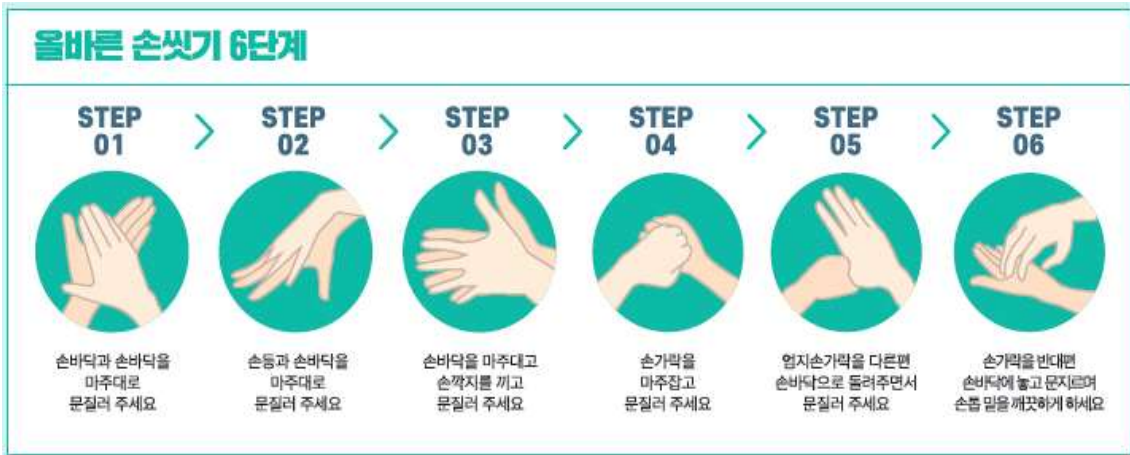 올바른 손씻기 6단계
STEP
01
STEP
02
STEP
03
STEP
04
STEP
05
STEP
06
손바닥과 손바닥을
마주대로
문질러 주세요
손등과 손바닥을
마주대로
문질러 주세요
손바닥을 마주대고
손깍지를 끼고
문질러 주세요
손가락을
마주잡고
문질러 주세요
엄지손가락을 다른편
손바닥으로 돌려주면서
문질러 주세요
손가락을 반대편
손바닥에 놓고 문지르며
손톱 밑을 깨끗하게 하세요